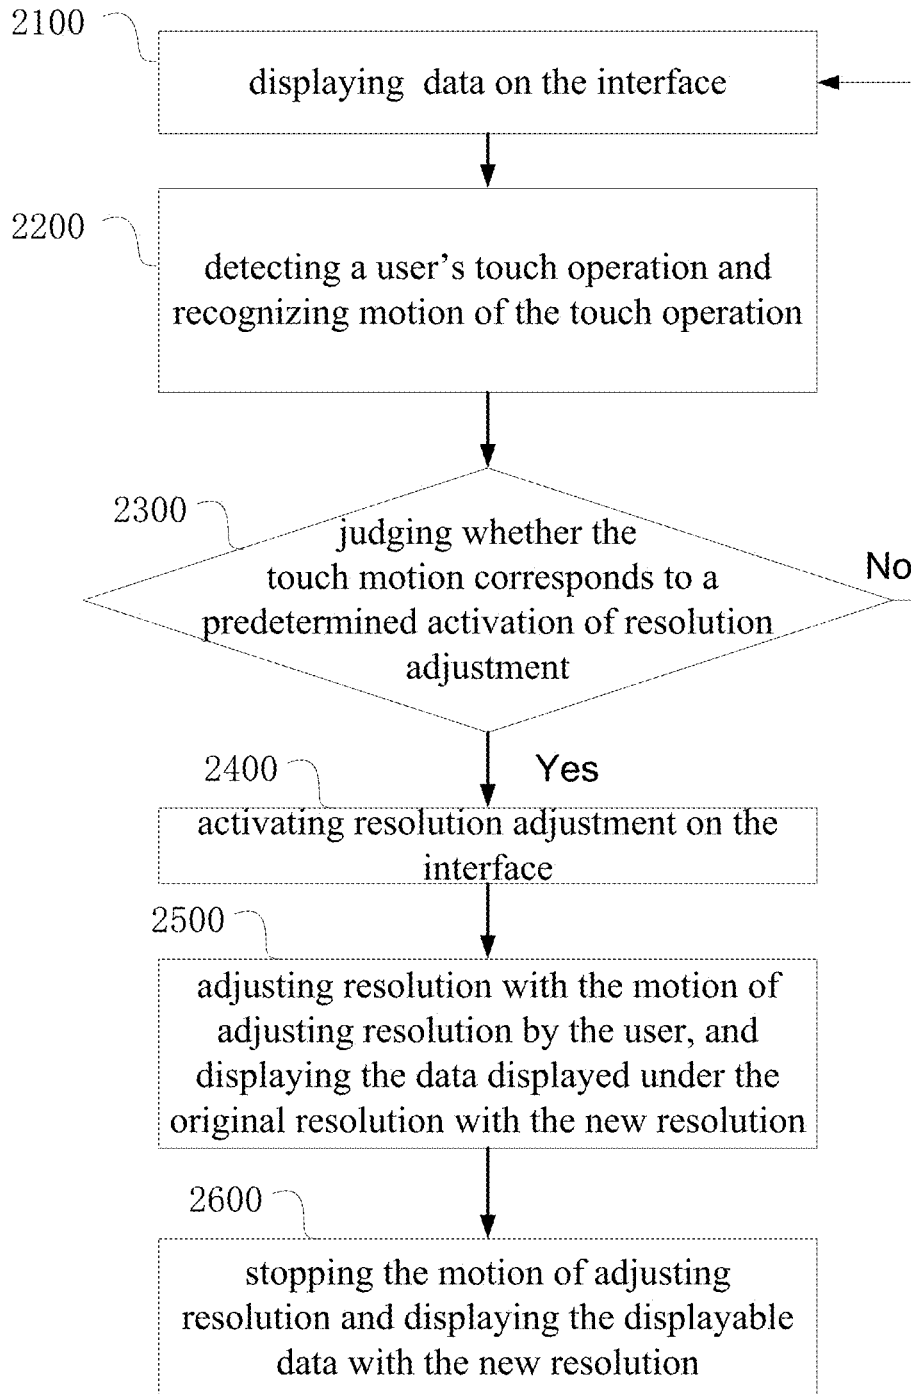 2100
displaying data on the interface
2200
detecting a user's touch operation and
recognizing motion of the touch operation
2300
judging whether the
touch motion corresponds to a
predetermined activation of resolution
adjustment
No
Yes
2400
activating resolution adjustment on the
interface
2500
adjusting resolution with the motion of
adjusting resolution by the user, and
displaying the data displayed under the
original resolution with the new resolution
2600
stopping the motion of adjusting
resolution and displaying the displayable
data with the new resolution